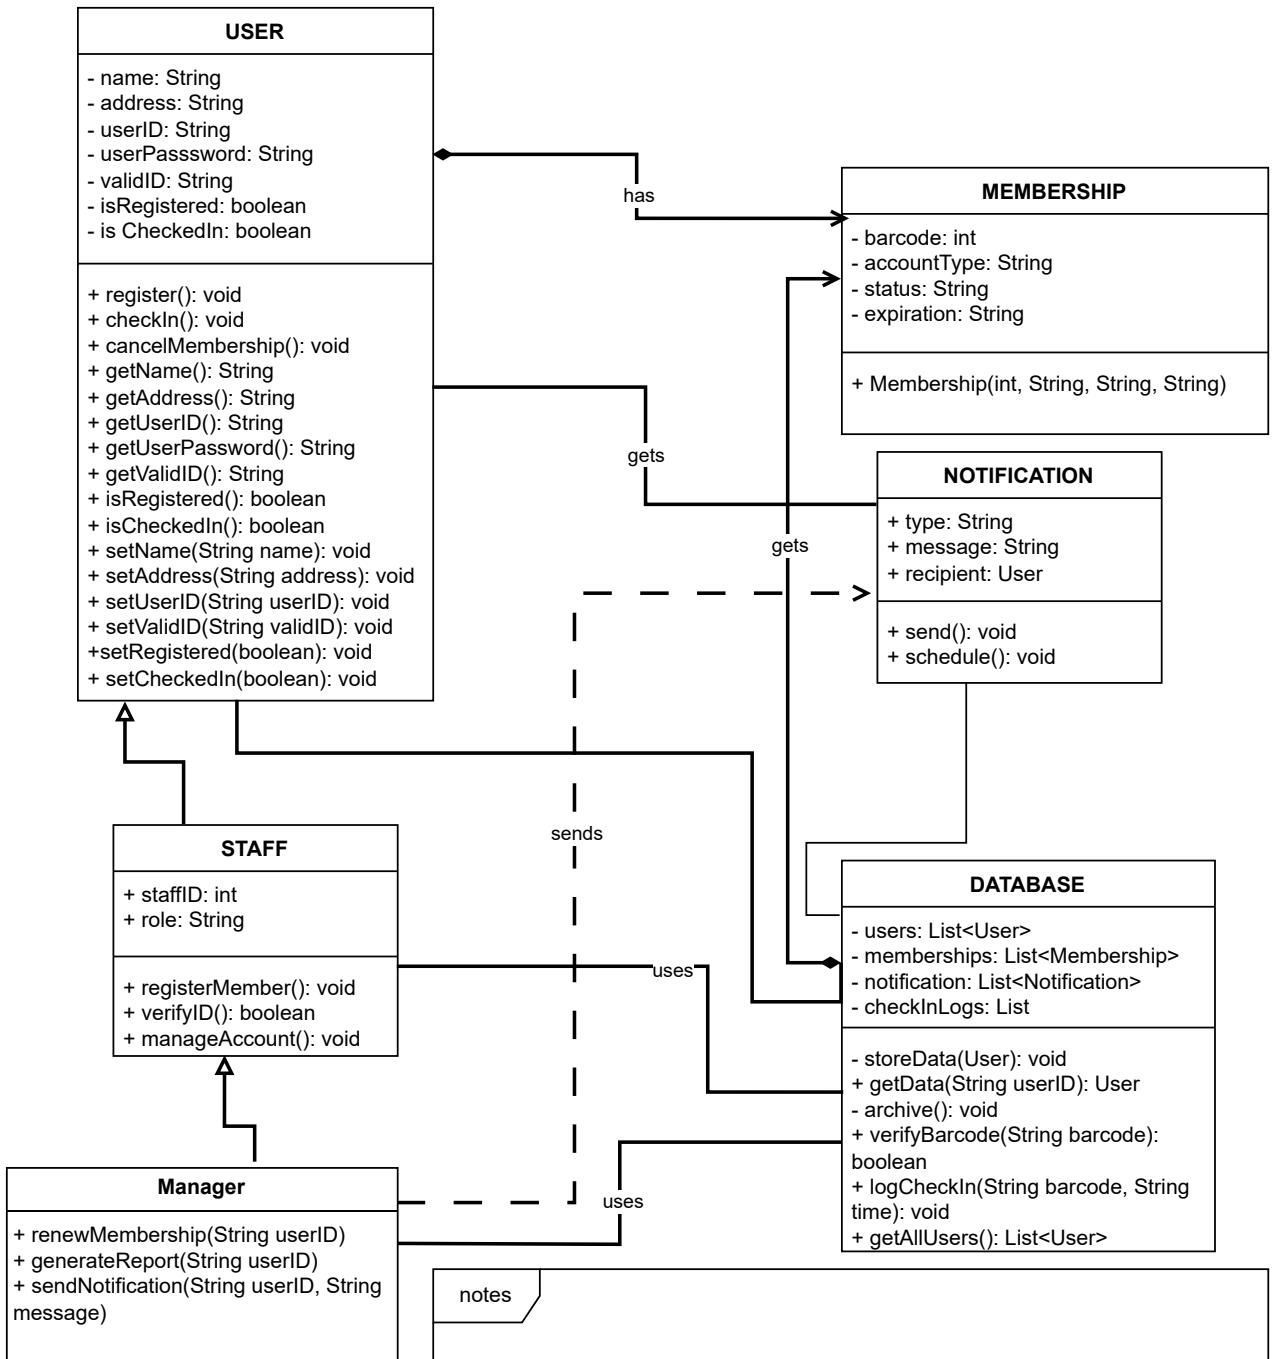 USER
- name: String
- address: String
- userID: String
- userPasssword: String
- validID: String
- isRegistered: boolean
- is CheckedIn: boolean
+ register(): void
+ checkIn(): void
+ cancelMembership(): void
+ getName(): String
+ getAddress(): String
+ getUserID(): String
+ getUserPassword(): String
+ getValidID(): String
+ isRegistered(): boolean
+ isCheckedIn(): boolean
+ setName(String name): void
+ setAddress(String address): void
+ setUserID(String userID): void
+ setValidID(String validID): void
+setRegistered(boolean): void
+ setCheckedIn(boolean): void
has
MEMBERSHIP
- barcode: int
- accountType: String
- status: String
- expiration: String
+ Membership(int, String, String, String)
gets
gets
NOTIFICATION
+ type: String
+ message: String
+ recipient: User
+ send(): void
+ schedule(): void
sends
STAFF
+ staffID: int
+ role: String
+ registerMember(): void
+ verifyID(): boolean
+ manageAccount(): void
uses
DATABASE
- users: List<User>
- memberships: List<Membership>
- notification: List<Notification>
- checkInLogs: List
- storeData(User): void
+ getData(String userID): User
- archive(): void
+ verifyBarcode(String barcode):
boolean
+ logCheckIn(String barcode, String
time): void
+ getAllUsers(): List<User>
uses
Manager
+ renewMembership(String userID)
+ generateReport(String userID)
+ sendNotification(String userID, String
message)
notes